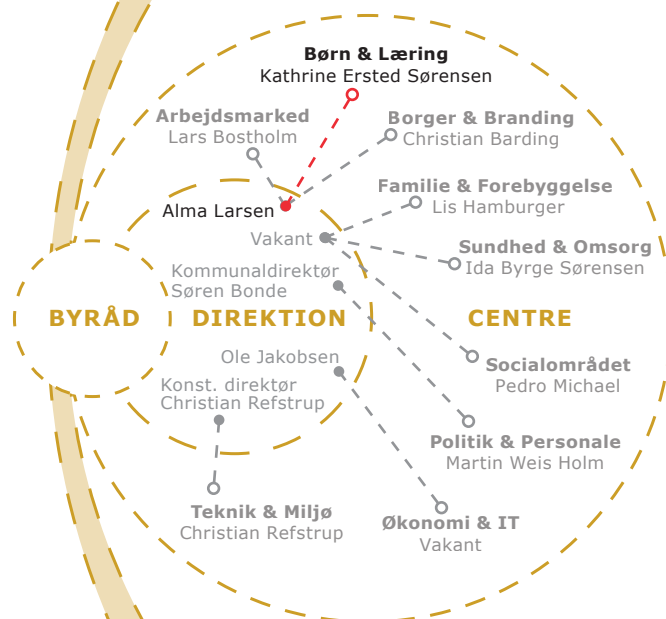 Børn & Læring
Kathrine Ersted Sørensen
Arbejdsmarked
Lars Bostholm
Borger & Branding
Christian Barding
Alma Larsen
Familie & Forebyggelse
Lis Hamburger
Vakant
Sundhed & Omsorg
Ida Byrge Sørensen
Kommunaldirektør
Søren Bonde
BYRÅD
DIREKTION
CENTRE
Ole Jakobsen
Socialområdet
Pedro Michael
Konst. direktør
Christian Refstrup
Politik & Personale
Martin Weis Holm
Teknik & Miljø
Christian Refstrup
Økonomi & IT
Vakant